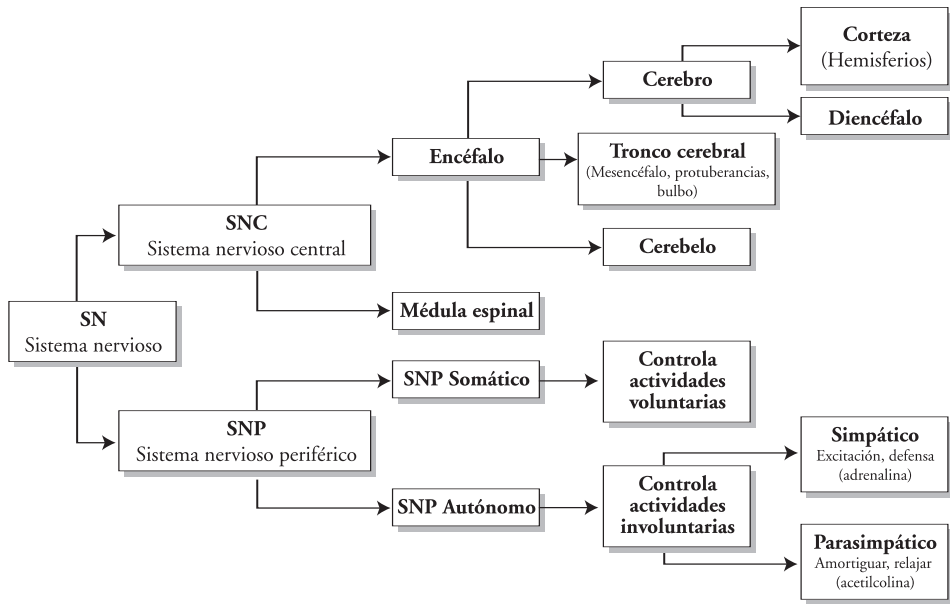 SN
Sistema nervioso
SNC
Sistema nervioso central
Encéfalo
Cerebro
Corteza
(Hemisferios)
Diencéfalo
Tronco cerebral
(Mesencéfalo, protuberancias,
bulbo)
Cerebelo
Médula espinal
SNP
Sistema nervioso periférico
SNP Somático
Controla
actividades
voluntarias
SNP Autónomo
Controla
actividades
involuntarias
Simpático
Excitación, defensa
(adrenalina)
Parasimpático
Amortiguar, relajar
(acetilcolina)